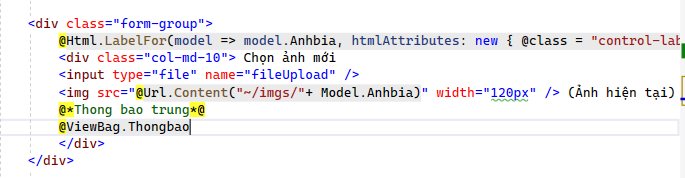 <div class="form-group">
@Html.LabelFor(model => model.Anhbia, htmlAttributes: new { @class = "control-lab
<div class="col-md-10"> Chọn ảnh mới
<input type="file" name="fileUpload" />
<img src="@Url.Content("~/imgs/"+ Model.Anhbia)" width="120px" /> (Ảnh hiện tại)
@*Thong bao trung*@
@ViewBag.Thongbao
</div>
</div>